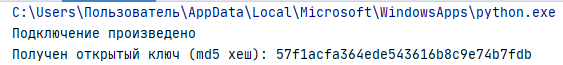 C:\Users\Пользователь\AppData\Local\Microsoft\WindowsApps\python.exe
Подключение произведено
Получен открытый ключ (md5 хеш): 57f1acfa364ede543616b8c9e74b7fdb